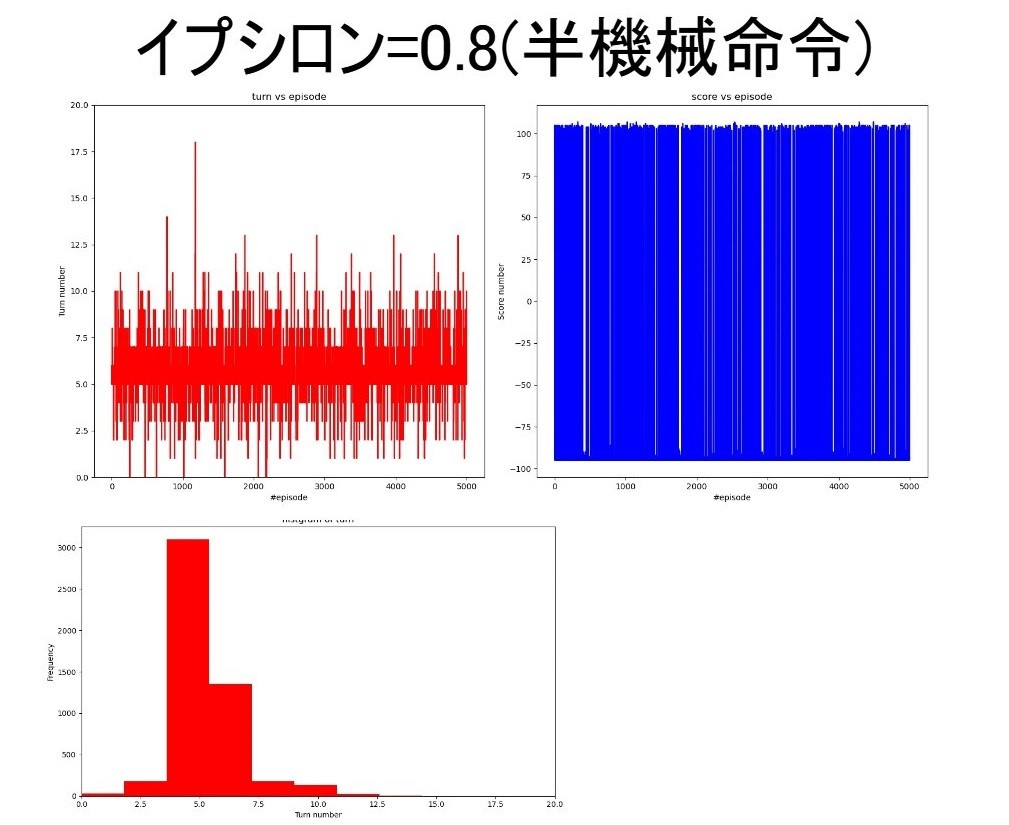 イプシロン=0.8(半機械命令)
turn vs episode
20.0
17.5
15.0
12.5
10.0
7.5
5.0
2.5
0.0
Turn number
0 1000 2000 3000 4000 5000
#episode
score vs episode
100
75
50
25
0
−25
−50
−75
−100
Score number
0 1000 2000 3000 4000 5000
#episode
histgram of turn
3000
2500
2000
1500
1000
500
0
Frequency
0.0 2.5 5.0 7.5 10.0 12.5 15.0 17.5 20.0
Turn number